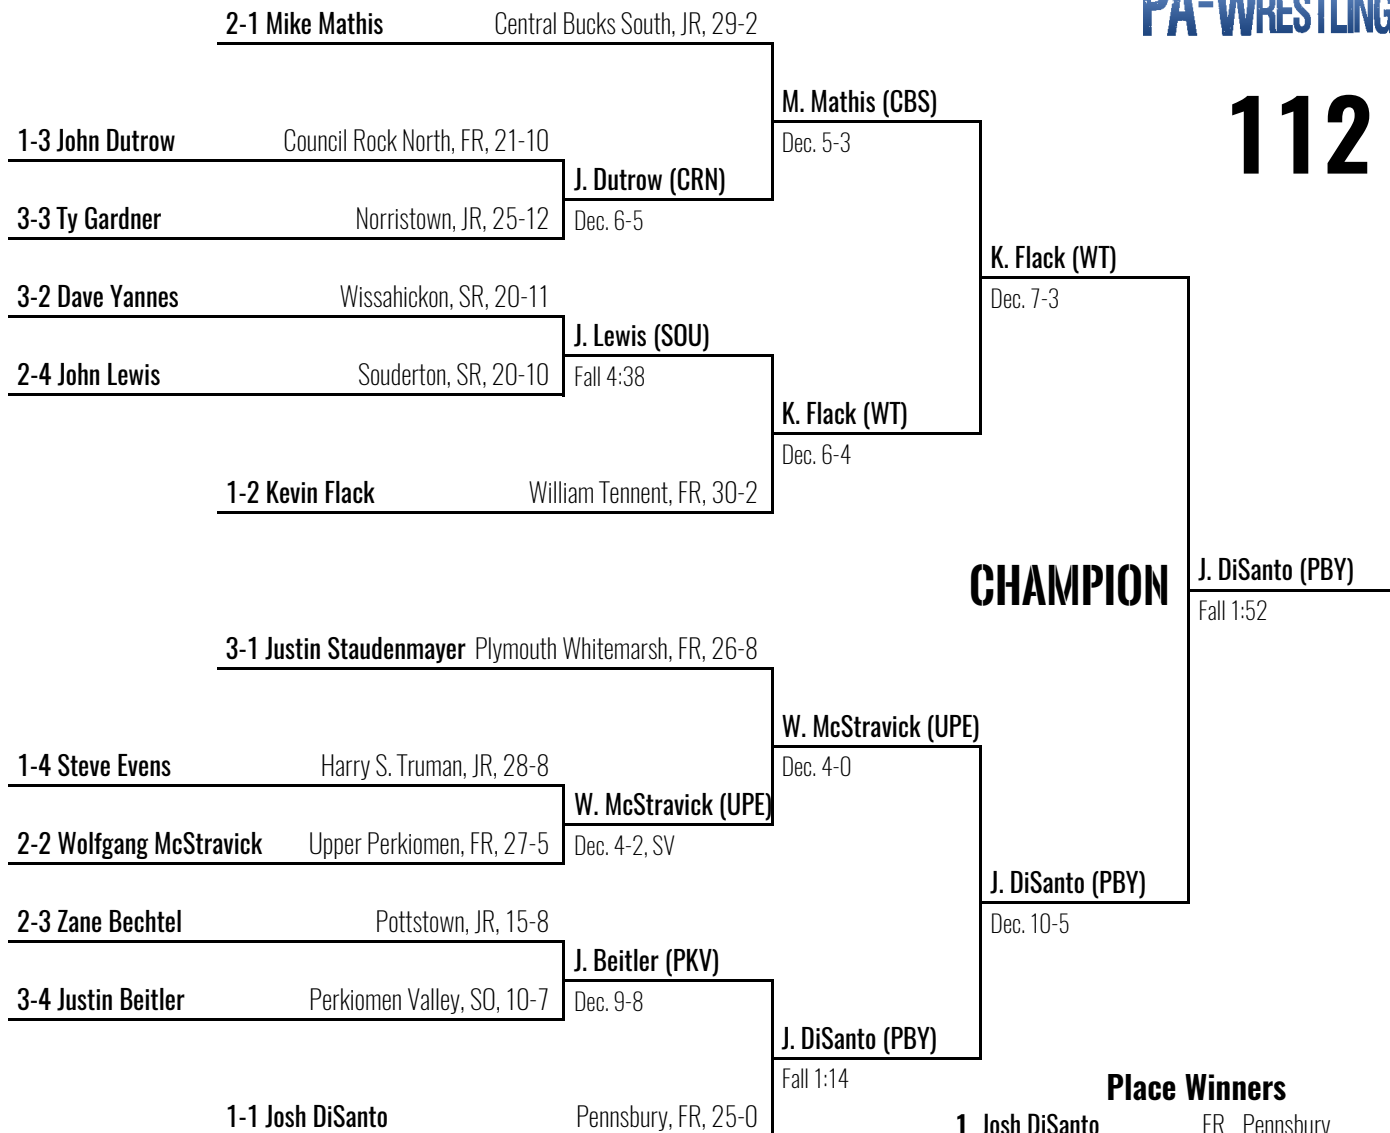 2-1 Mike Mathis Central Bucks South, JR, 29-2
PA-WRESTLING
M. Mathis (CBS)
112
1-3 John Dutrow Council Rock North, FR, 21-10
Dec. 5-3
J. Dutrow (CRN)
3-3 Ty Gardner Norristown, JR, 25-12
Dec. 6-5
K. Flack (WT)
3-2 Dave Yannes Wissahickon, SR, 20-11
Dec. 7-3
J. Lewis (SOU)
2-4 John Lewis Souderton, SR, 20-10
Fall 4:38
K. Flack (WT)
Dec. 6-4
1-2 Kevin Flack William Tennent, FR, 30-2
CHAMPION
J. DiSanto (PBY)
Fall 1:52
3-1 Justin Staudenmayer Plymouth Whitemarsh, FR, 26-8
W. McStravick (UPE)
1-4 Steve Evens Harry S. Truman, JR, 28-8
Dec. 4-0
W. McStravick (UPE)
2-2 Wolfgang McStravick Upper Perkiomen, FR, 27-5
Dec. 4-2, SV
J. DiSanto (PBY)
2-3 Zane Bechtel Pottstown, JR, 15-8
Dec. 10-5
J. Beitler (PKV)
3-4 Justin Beitler Perkiomen Valley, SO, 10-7
Dec. 9-8
J. DiSanto (PBY)
Fall 1:14
Place Winners
1-1 Josh DiSanto Pennsbury, FR, 25-0
1 Josh DiSanto FR Pennsbury